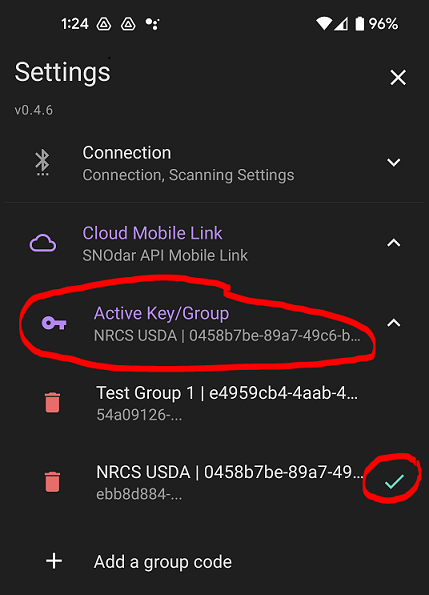 1:24 96%
Settings
v0.4.6
Connection
Connection, Scanning Settings
Cloud Mobile Link
SNOdar API Mobile Link
Active Key/Group
NRCS USDA | 0458b7be-89a7-49c6-b...
Test Group 1 | e4959cb4-4aab-4...
54a09126-...
NRCS USDA | 0458b7be-89a7-49...
ebb8d884-...
Add a group code